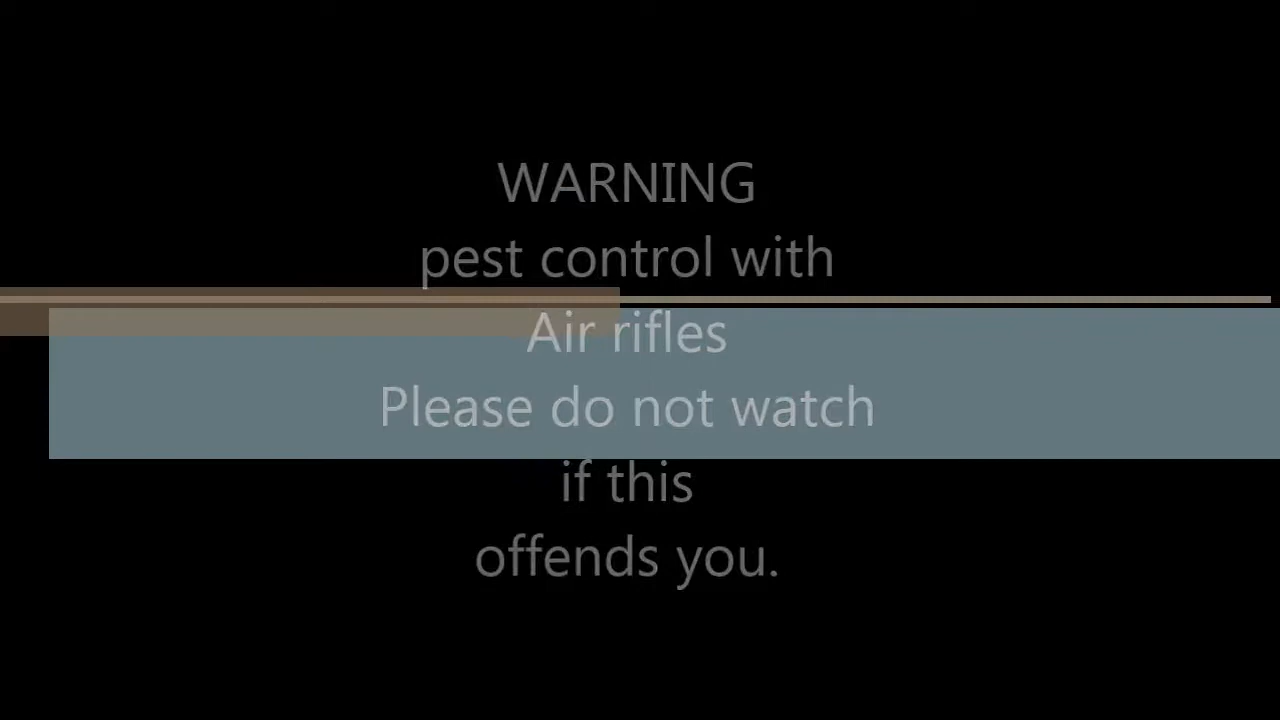 WARNING
pest control with
Air rifles
Please do not watch
if this
offends you.